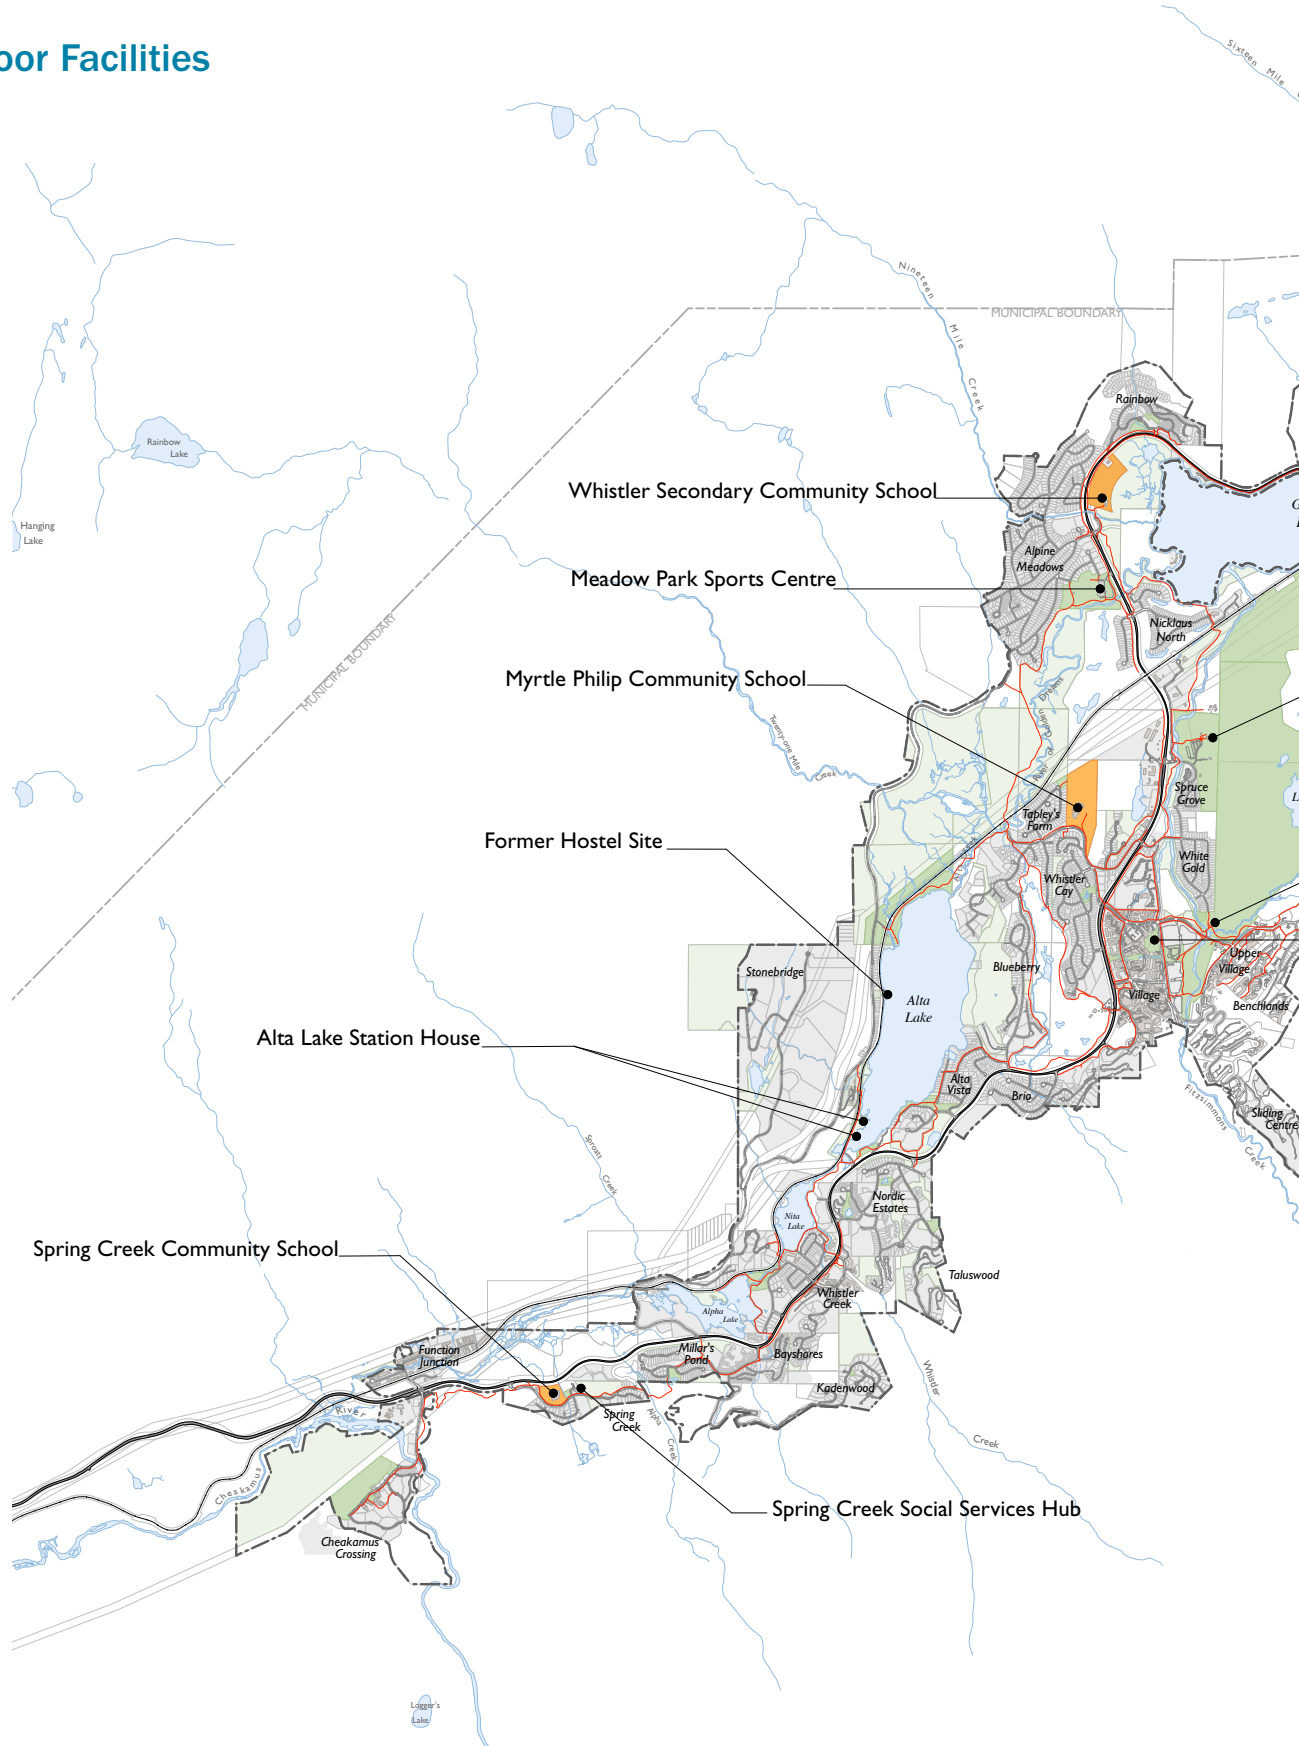 oor Facilities
Sixteen Mile
Nineteen Mile Creek
MUNICIPAL BOUNDARY
Rainbow
Rainbow
Lake
Whistler Secondary Community School
Hanging
Lake
Alpine
Meadows
Meadow Park Sports Centre
Nicklaus
North
MUNICIPAL BOUNDARY
Myrtle Philip Community School
River of Golden Dreams
Twenty-one Mile Creek
Spruce
Grove
Tapley's
Farm
Former Hostel Site
White
Gold
Whistler
Cay
Stonebridge
Blueberry
Upper
Village
Village
Benchlands
Alta
Lake
Alta Lake Station House
Alta
Vista
Brio
Fitzsimmons Creek
Sliding
Centre
Sproatt Creek
Nordic
Estates
Nita
Lake
Spring Creek Community School
Taluswood
Whistler
Creek
Alpha
Lake
Function
Junction
Millar's
Pond
Bayshores
Kadenwood
Whistler Creek
Spring
Creek
Alpha Creek
Cheakamus River
Spring Creek Social Services Hub
Cheakamus
Crossing
Logger's
Lake